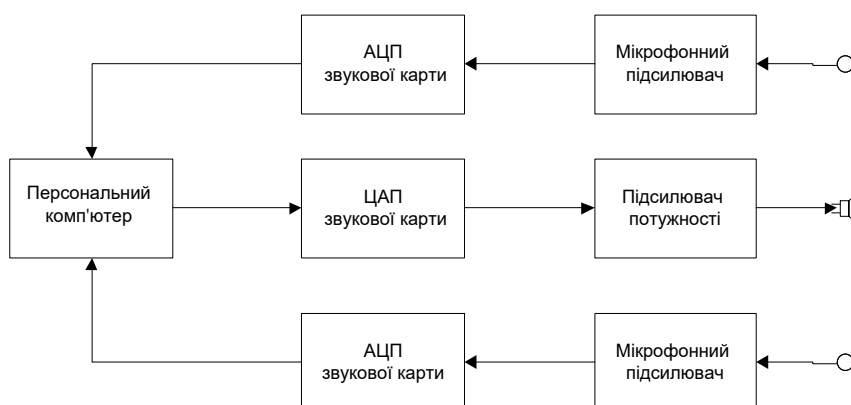 АЦП
звукової карти
Мікрофонний
підсилювач
Персональний
комп'ютер
ЦАП
звукової карти
Підсилювач
потужності
АЦП
звукової карти
Мікрофонний
підсилювач